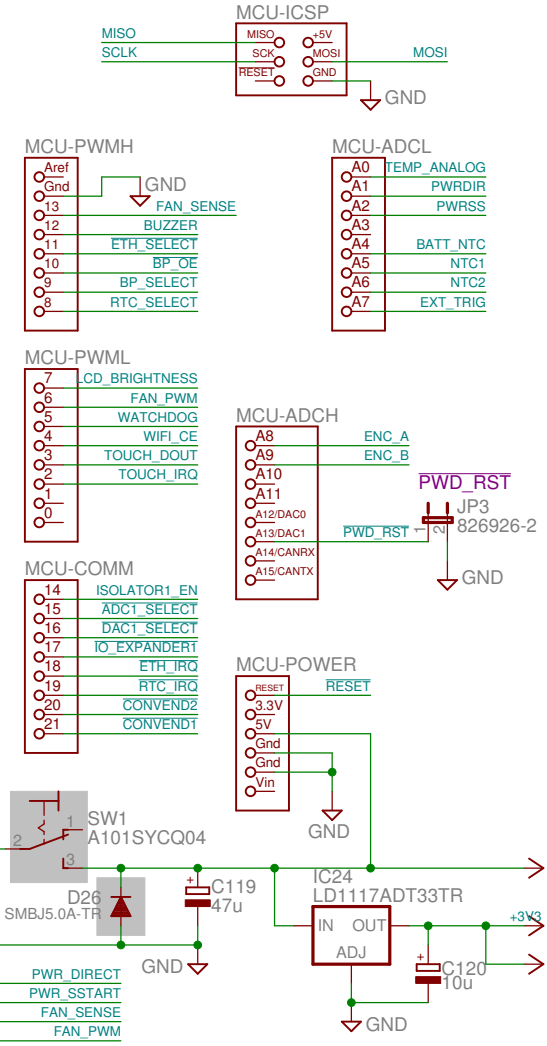 MCU-ICSP
MISO MISO +5V
SCLK SCK MOSI MOSI
RESET GND
GND
MCU-PWMH
Aref
Gnd GND
13 FAN_SENSE
12 BUZZER
11 ETH_SELECT
10 BP_OE
9 BP_SELECT
8 RTC_SELECT
MCU-ADCL
A0 TEMP_ANALOG
A1 PWRDIR
A2 PWRSS
A3
A4 BATT_NTC
A5 NTC1
A6 NTC2
A7 EXT_TRIG
MCU-PWML
7 LCD_BRIGHTNESS
6 FAN_PWM
5 WATCHDOG
4 WIFI_CE
3 TOUCH_DOUT
2 TOUCH_IRQ
1
0
MCU-ADCH
A8 ENC_A
A9 ENC_B
A10
A11
A12/DAC0
A13/DAC1 PWD_RST
A14/CANRX
A15/CANTX
PWD_RST
JP3
826926-2
1 2
GND
MCU-COMM
14 ISOLATOR1_EN
15 ADC1_SELECT
16 DAC1_SELECT
17 IO_EXPANDER1
18 ETH_IRQ
19 RTC_IRQ
20 CONVEND2
21 CONVEND1
MCU-POWER
RESET RESET
3.3V
5V
Gnd
Gnd
Vin
GND
SW1
A101SYCQ04
1
2
3
D26
SMBJ5.0A-TR
+
C119
47u
GND
IC24
LD1117ADT33TR
IN OUT
ADJ
+3V3
+
C120
10u
GND
PWR_DIRECT
PWR_SSTART
FAN_SENSE
FAN_PWM